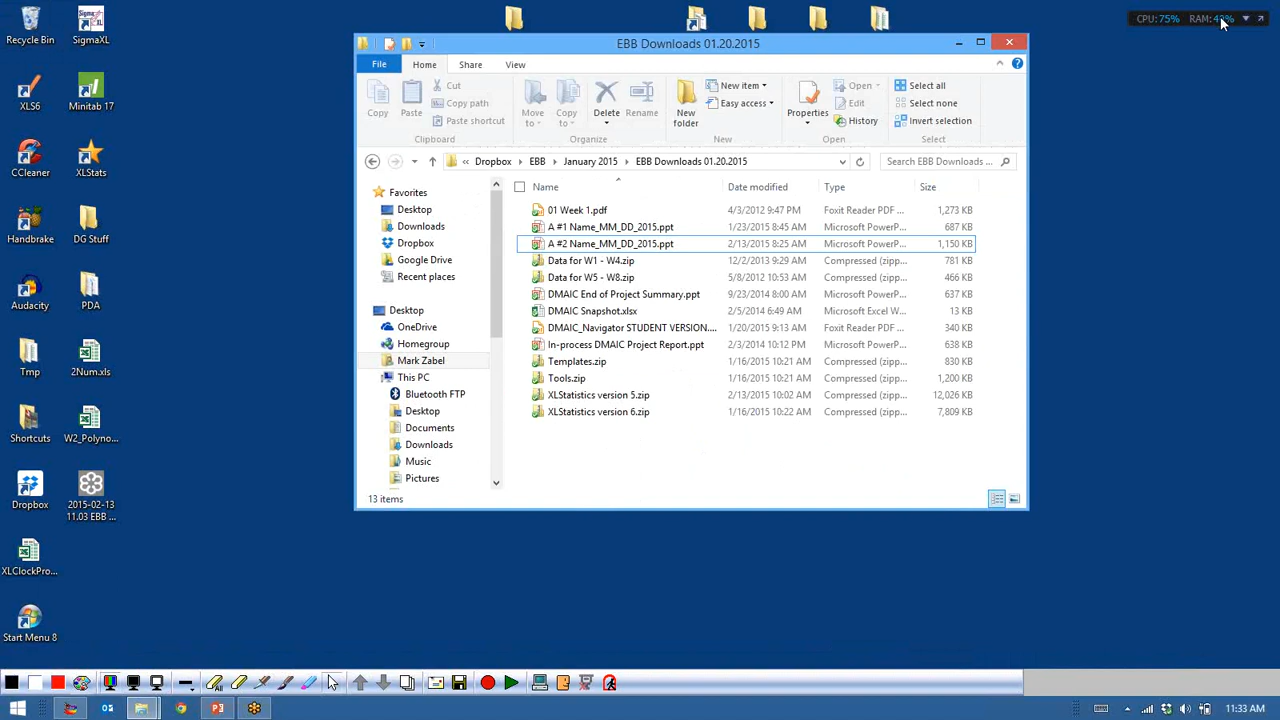 Recycle Bin
SigmaXL
CPU: 75% RAM:
EBB Downloads 01.20.2015
File Home Share View
XLS6
Minitab 17
Copy
Paste
Cut
Copy path
Paste shortcut
Move to
Copy to
Delete
Rename
New folder
New item
Easy access
Properties
Open
Edit
History
Select all
Select none
Invert selection
Clipboard Organize New Open Select
CCleaner
XLStats
« Dropbox EBB January 2015 EBB Downloads 01.20.2015 Search EBB Downloads ...
Name Date modified Type Size
Favorites
Desktop
Downloads
Dropbox
Google Drive
Recent places
Desktop
OneDrive
Homegroup
Mark Zabel
This PC
Bluetooth FTP
Desktop
Documents
Downloads
Music
Pictures
01 Week 1.pdf 4/3/2012 9:47 PM Foxit Reader PDF ... 1,273 KB
A #1 Name_MM_DD_2015.ppt 1/23/2015 8:45 AM Microsoft PowerP... 1,091 KB
A #2 Name_MM_DD_2015.ppt 2/13/2015 8:25 AM Microsoft PowerP... 1,150 KB
Data for W1 - W4.zip 12/2/2013 9:29 AM Compressed (zipp... 781 KB
Data for W5 - W8.zip 5/8/2012 10:53 AM Compressed (zipp... 466 KB
DMAIC End of Project Summary.ppt 9/23/2014 8:00 AM Microsoft PowerP... 637 KB
DMAIC Snapshot.xlsx 2/5/2014 6:49 AM Microsoft Excel W... 13 KB
DMAIC_Navigator STUDENT VERSION.... 1/20/2015 9:13 AM Foxit Reader PDF ... 340 KB
In-process DMAIC Project Report.ppt 2/3/2014 10:12 PM Microsoft PowerP... 638 KB
Templates.zip 1/16/2015 10:21 AM Compressed (zipp... 830 KB
Tools.zip 1/16/2015 10:21 AM Compressed (zipp... 1,200 KB
XLStatistics version 5.zip 2/13/2015 10:02 AM Compressed (zipp... 12,026 KB
XLStatistics version 6.zip 1/16/2015 10:22 AM Compressed (zipp... 7,809 KB
13 items
Handbrake
DG Stuff
Audacity
PDA
Tmp
2Num.xls
Shortcuts
W2_Polyno...
Dropbox
2015-02-13
11.03 EBB ...
XLClockPro...
Start Menu 8
11:33 AM